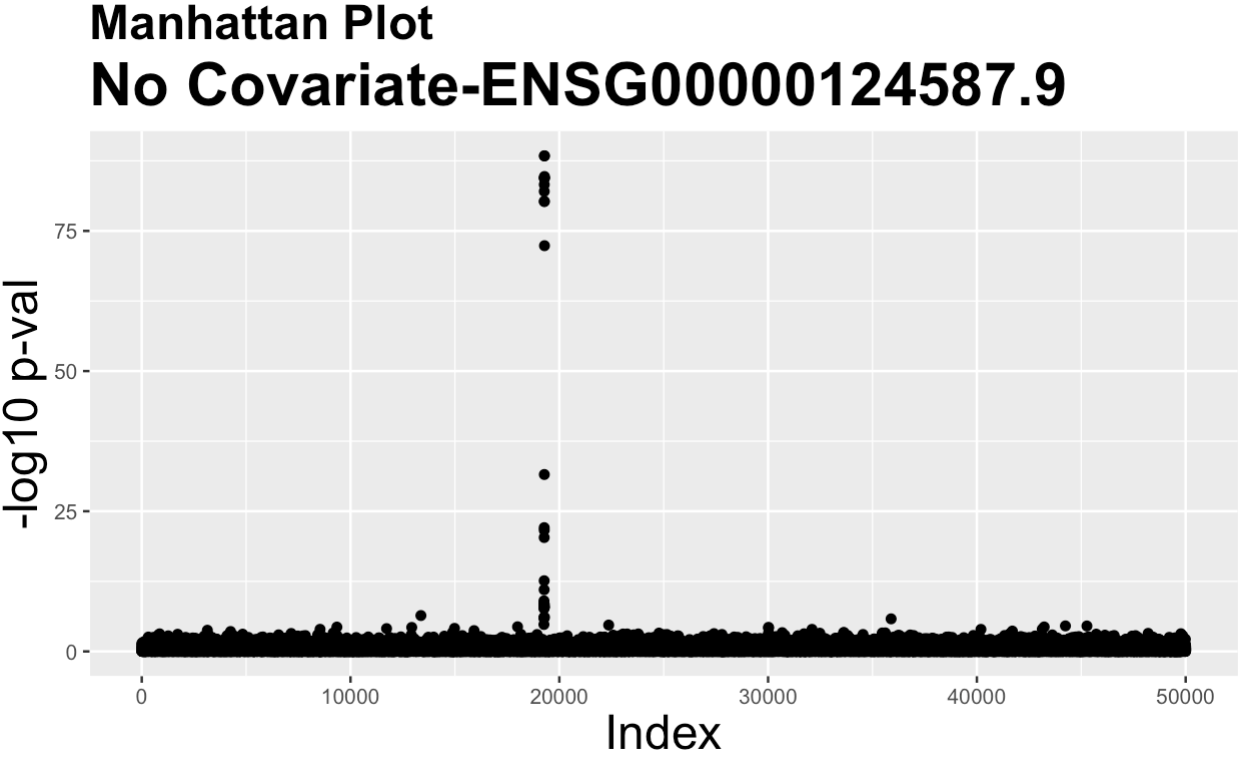 Manhattan Plot
No Covariate-ENSG00000124587.9
-log10 p-val
75
50
25
0
0 10000 20000 30000 40000 50000
Index